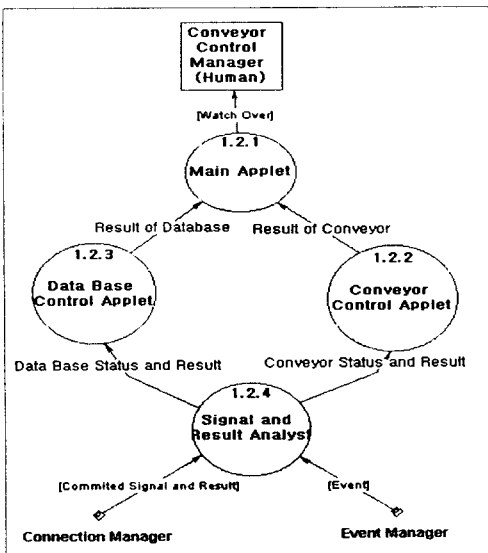 Conveyor
Control
Manager
(Human)
[Watch Over]
1.2.1
Main Applet
Result of Database
Result of Conveyor
1.2.3
Data Base
Control Applet
1.2.2
Conveyor
Control Applet
Data Base Status and Result
Conveyor Status and Result
1.2.4
Signal and
Result Analyst
[Commited Signal and Result]
[Event]
Connection Manager
Event Manager